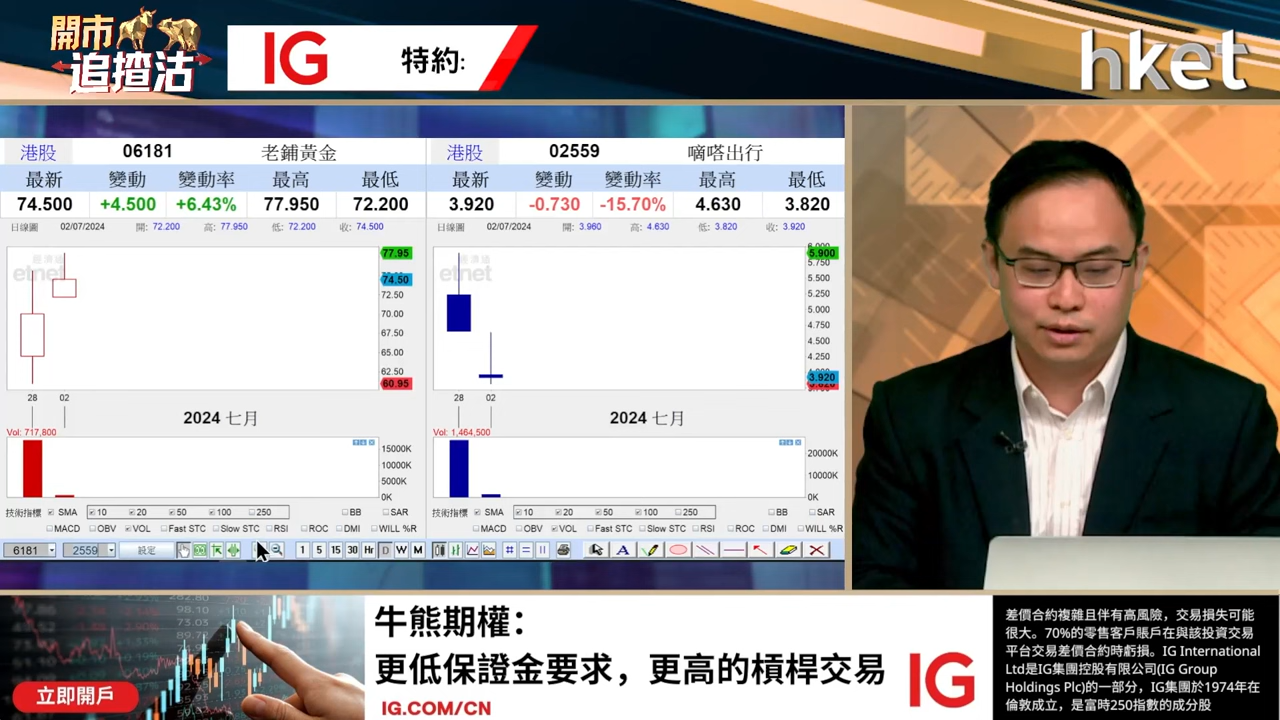 開市
追揸沽
IG 特約:
hket
港股 06181 老鋪黃金
最新 變動 變動率 最高 最低
74.500 +4.500 +6.43% 77.950 72.200
日線圖 02/07/2024 開: 72.200 高: 77.950 低: 72.200 收: 74.500
etnet
77.95
74.50
72.50
70.00
67.50
65.00
62.50
60.95
28 02
2024 七月
Vol: 717,800
15000K
10000K
5000K
0K
技術指標 SMA 10 20 50 100 250 BB SAR
MACD OBV VOL Fast STC Slow STC RSI ROC DMI WILL %R
港股 02559 嘀嗒出行
最新 變動 變動率 最高 最低
3.920 -0.730 -15.70% 4.630 3.820
日線圖 02/07/2024 開: 3.960 高: 4.630 低: 3.820 收: 3.920
etnet
5.900
5.750
5.500
5.250
5.000
4.750
4.500
4.250
3.920
28 02
2024 七月
Vol: 1,464,500
20000K
10000K
0K
技術指標 SMA 10 20 50 100 250 BB SAR
MACD OBV VOL Fast STC Slow STC RSI ROC DMI WILL %R
6181 2559 設定 1 5 15 30 Hr D W M A
立即開戶
牛熊期權：
更低保證金要求，更高的槓桿交易
IG.COM/CN
IG
差價合約複雜且伴有高風險，交易損失可能
很大。70%的零售客戶賬戶在與該投資交易
平台交易差價合約時虧損。IG International
Ltd是IG集團控股有限公司(IG Group
Holdings Plc)的一部分，IG集團於1974年在
倫敦成立，是富時250指數的成分股